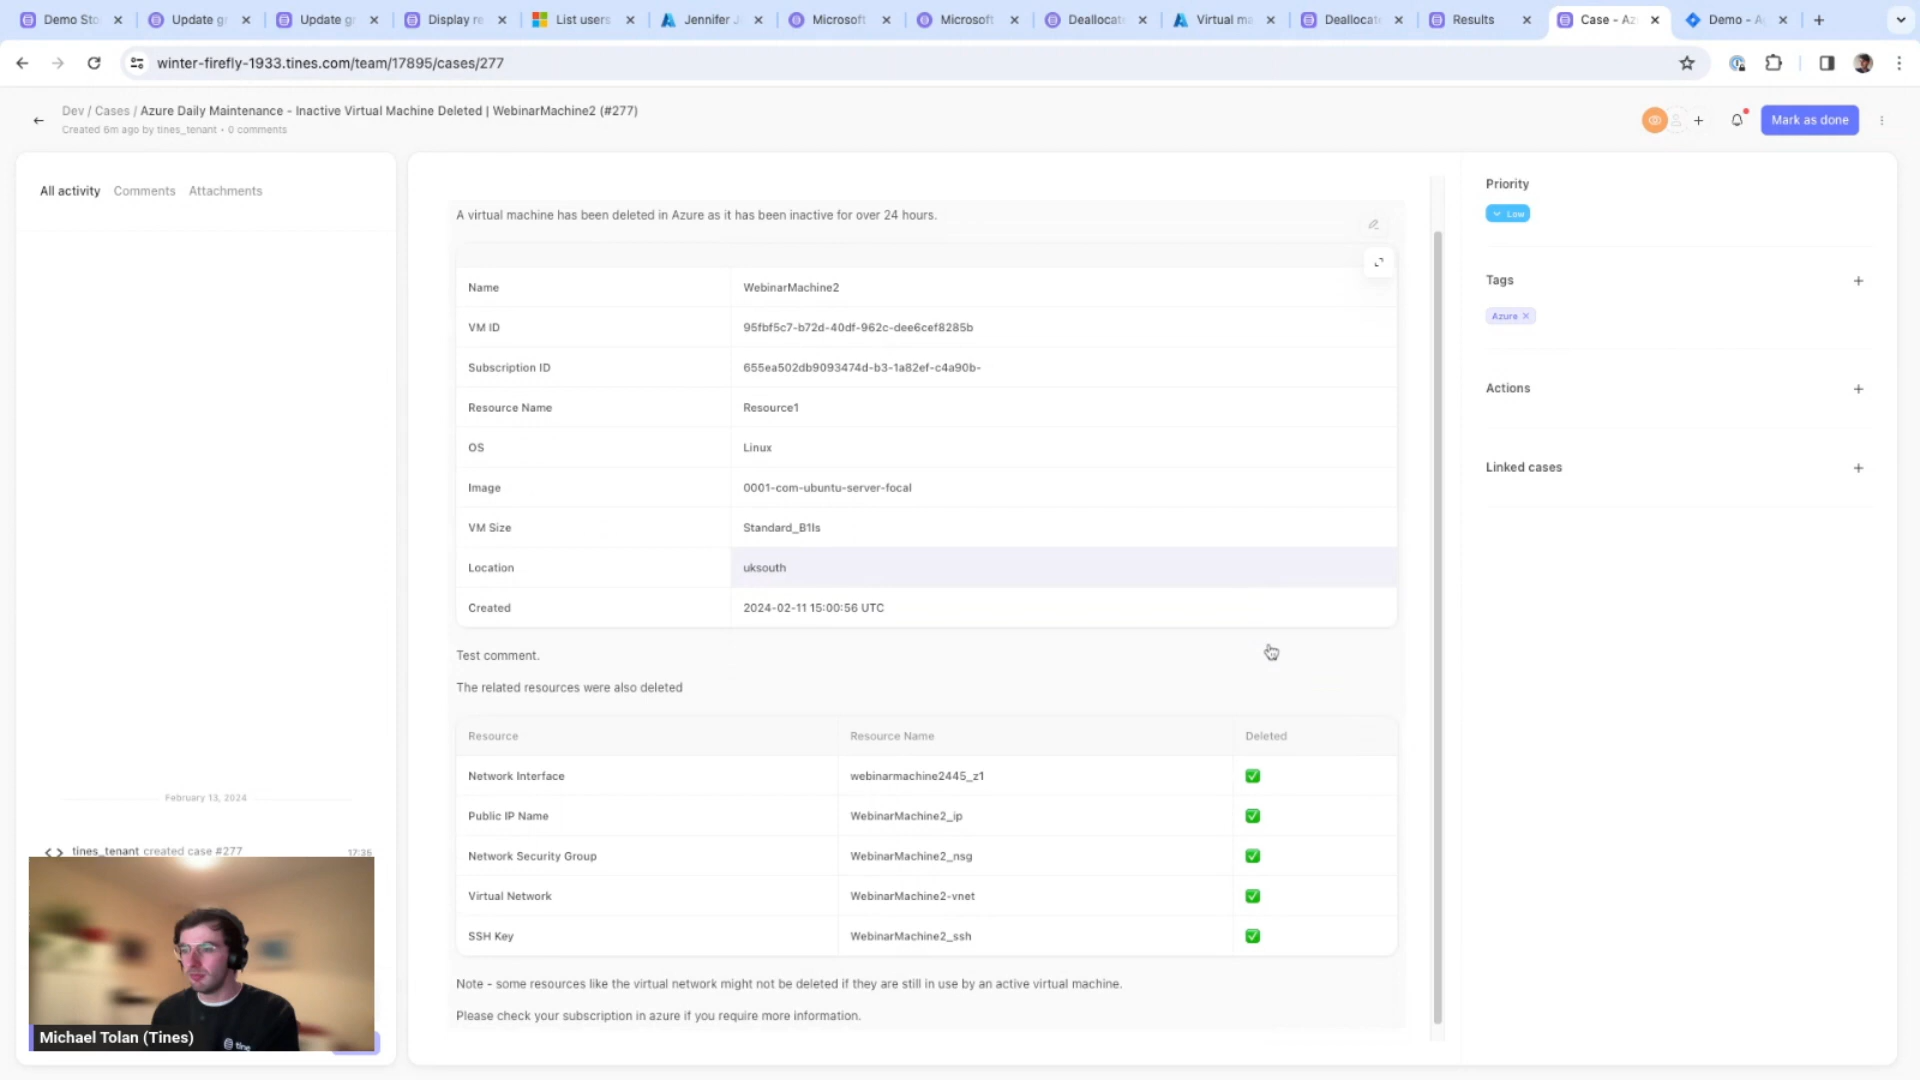 Demo Sto
Update gr
Update gr
Display re
List users
Jennifer J
Microsoft
Microsoft
Deallocat
Virtual ma
Deallocat
Results
Case - Az
Demo - A
winter-firefly-1933.tines.com/team/17895/cases/277
Dev / Cases / Azure Daily Maintenance - Inactive Virtual Machine Deleted | WebinarMachine2 (#277)
Created 6m ago by tines_tenant • 0 comments
Mark as done
All activity
Comments
Attachments
February 13, 2024
tines_tenant created case #277
17:35
A virtual machine has been deleted in Azure as it has been inactive for over 24 hours.
Name WebinarMachine2
VM ID 95fbf5c7-b72d-40df-962c-dee6cef8285b
Subscription ID 655ea502db9093474d-b3-1a82ef-c4a90b-
Resource Name Resource1
OS Linux
Image 0001-com-ubuntu-server-focal
VM Size Standard_B1ls
Location uksouth
Created 2024-02-11 15:00:56 UTC
Test comment.
The related resources were also deleted
Resource Resource Name Deleted
Network Interface webinarmachine2445_z1 ✅
Public IP Name WebinarMachine2_ip ✅
Network Security Group WebinarMachine2_nsg ✅
Virtual Network WebinarMachine2-vnet ✅
SSH Key WebinarMachine2_ssh ✅
Note - some resources like the virtual network might not be deleted if they are still in use by an active virtual machine.
Please check your subscription in azure if you require more information.
Priority
Low
Tags
Azure
Actions
Linked cases
tines
Michael Tolan (Tines)